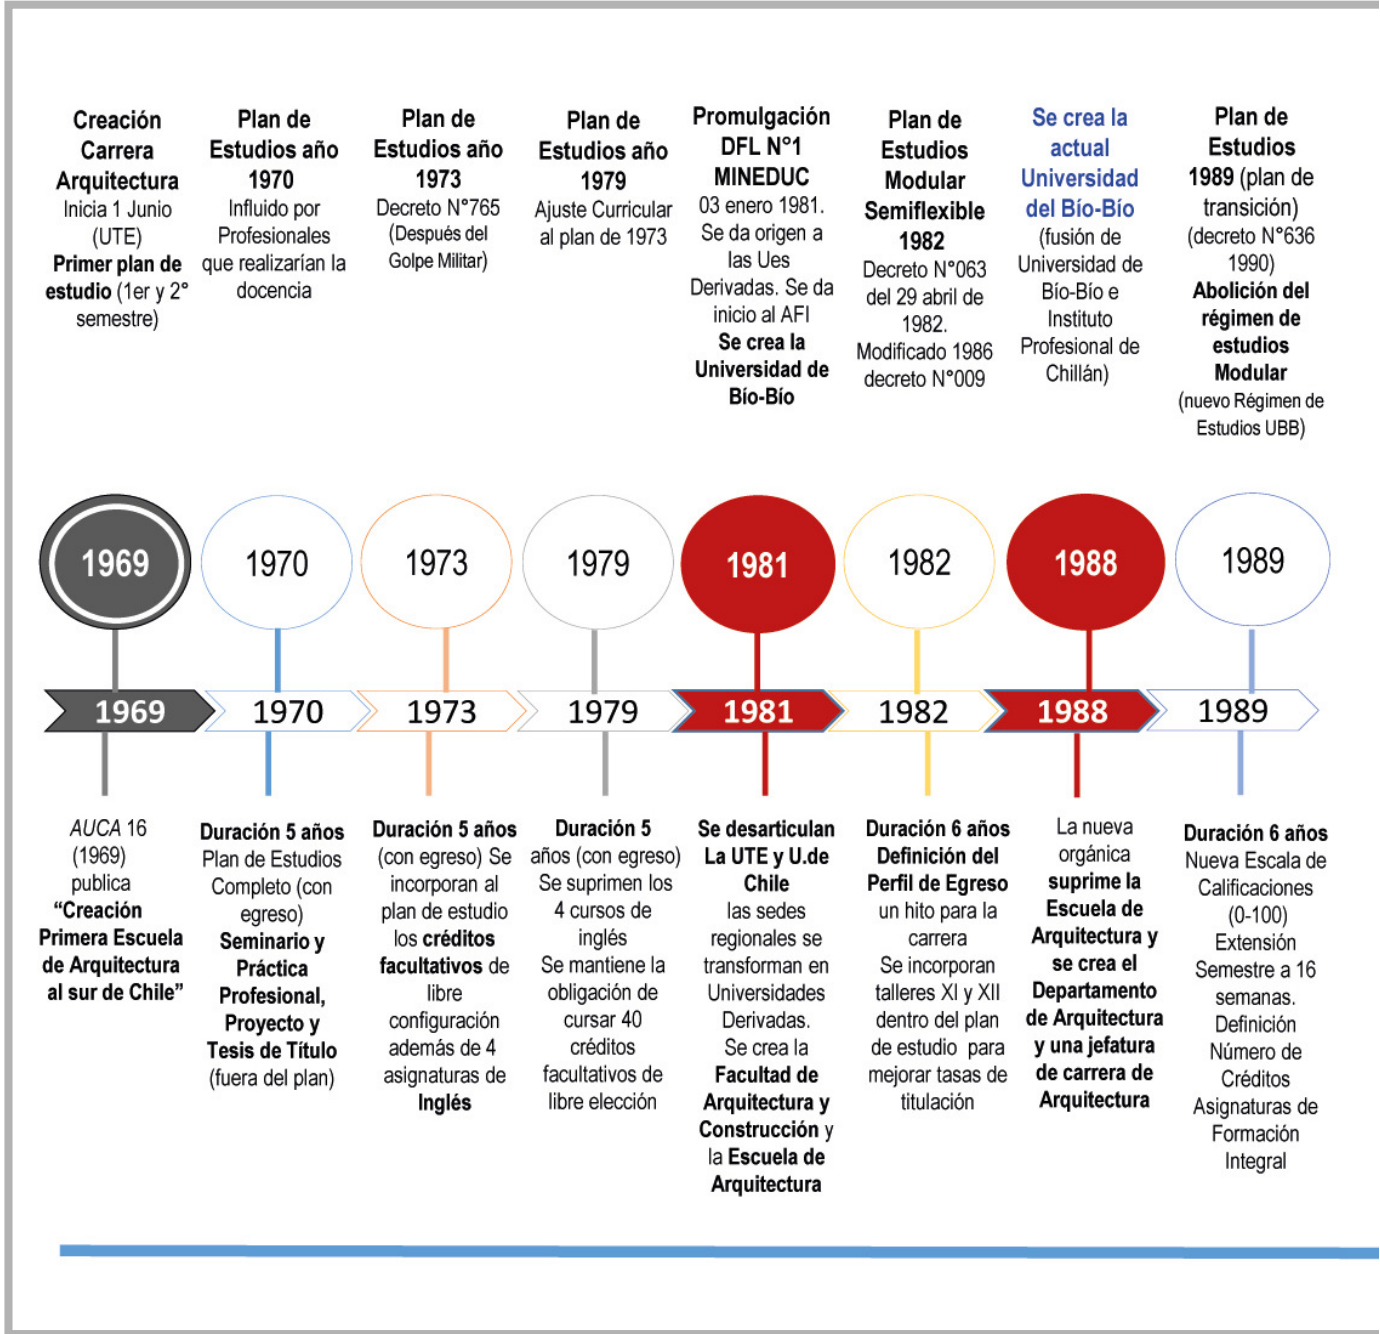 Creación
Carrera
Arquitectura
Inicia 1 Junio
(UTE)
Primer plan de
estudio (1er y 2°
semestre)
Plan de
Estudios año
1970
Influido por
Profesionales
que realizarían la
docencia
Plan de
Estudios año
1973
Decreto N°765
(Después del
Golpe Militar)
Plan de
Estudios año
1979
Ajuste Curricular
al plan de 1973
Promulgación
DFL N°1
MINEDUC
03 enero 1981.
Se da origen a
las Ues
Derivadas. Se da
inicio al AFI
Se crea la
Universidad de
Bío-Bío
Plan de
Estudios
Modular
Semiflexible
1982
Decreto N°063
del 29 abril de
1982.
Modificado 1986
decreto N°009
Se crea la
actual
Universidad
del Bío-Bío
(fusión de
Universidad de
Bío-Bío e
Instituto
Profesional de
Chillán)
Plan de
Estudios
1989 (plan de
transición)
(decreto N°636
1990)
Abolición del
régimen de
estudios
Modular
(nuevo Régimen de
Estudios UBB)
1969
1970
1973
1979
1981
1982
1988
1989
1969
1970
1973
1979
1981
1982
1988
1989
AUCA 16
(1969)
publica
“Creación
Primera Escuela
de Arquitectura
al sur de Chile”
Duración 5 años
Plan de Estudios
Completo (con
egreso)
Seminario y
Práctica
Profesional,
Proyecto y
Tesis de Título
(fuera del plan)
Duración 5 años
(con egreso) Se
incorporan al
plan de estudio
los créditos
facultativos de
libre
configuración
además de 4
asignaturas de
Inglés
Duración 5
años (con egreso)
Se suprimen los
4 cursos de
inglés
Se mantiene la
obligación de
cursar 40
créditos
facultativos de
libre elección
Se desarticulan
La UTE y U.de
Chile
las sedes
regionales se
transforman en
Universidades
Derivadas.
Se crea la
Facultad de
Arquitectura y
Construcción y
la Escuela de
Arquitectura
Duración 6 años
Definición del
Perfil de Egreso
un hito para la
carrera
Se incorporan
talleres XI y XII
dentro del plan
de estudio para
mejorar tasas de
titulación
La nueva
orgánica
suprime la
Escuela de
Arquitectura y
se crea el
Departamento
de Arquitectura
y una jefatura
de carrera de
Arquitectura
Duración 6 años
Nueva Escala de
Calificaciones
(0-100)
Extensión
Semestre a 16
semanas.
Definición
Número de
Créditos
Asignaturas de
Formación
Integral